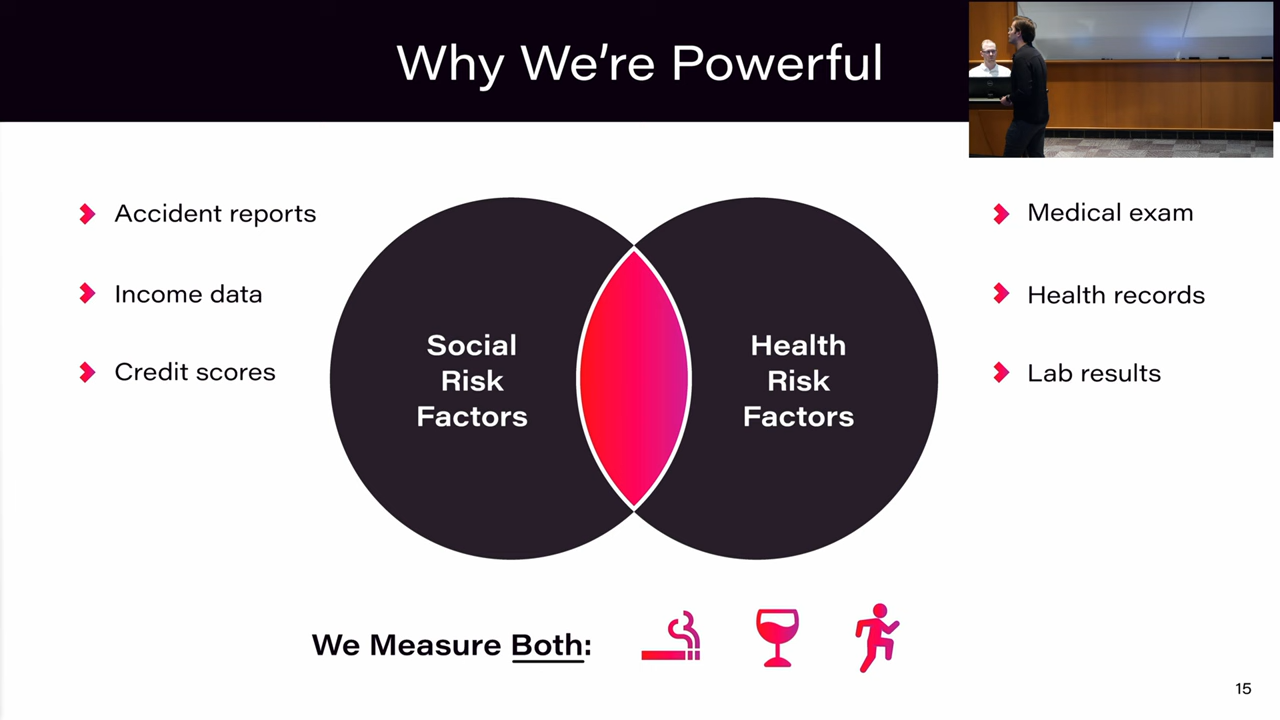 Why We're Powerful
Accident reports
Income data
Credit scores
Social
Risk
Factors
Health
Risk
Factors
Medical exam
Health records
Lab results
We Measure Both:
15